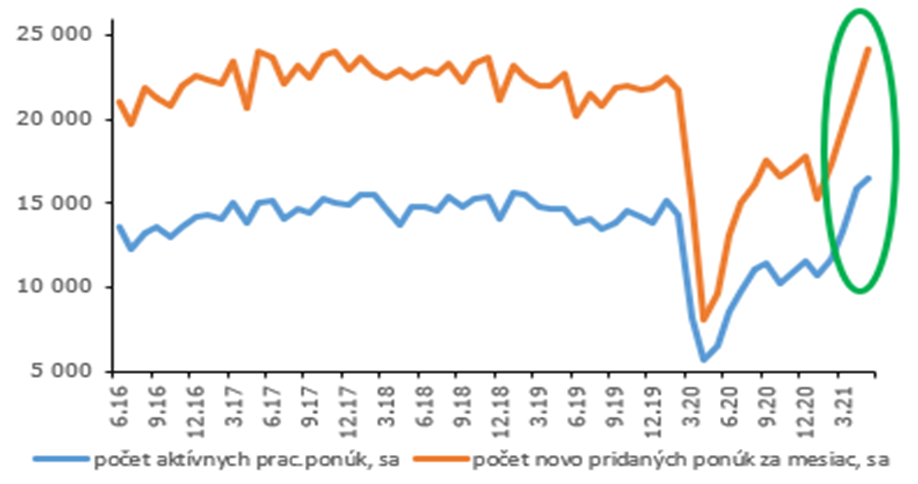 25 000
20 000
15 000
10 000
5 000
6.16 9.16 12.16 3.17 6.17 9.17 12.17 3.18 6.18 9.18 12.18 3.19 6.19 9.19 12.19 3.20 6.20 9.20 12.20 3.21
počet aktívnych prac.ponúk, sa počet novo pridaných ponúk za mesiac, sa